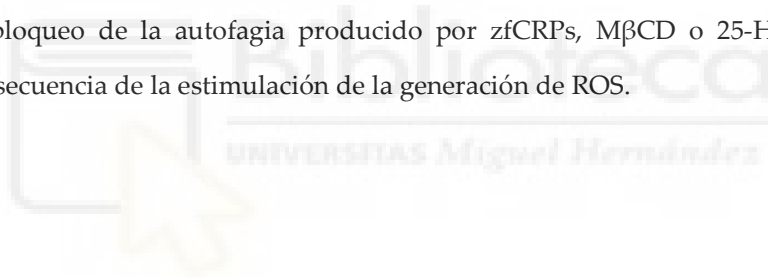 bloqueo de la autofagia producido por zfCRPs, MβCD o 25-H
secuencia de la estimulación de la generación de ROS.
Biblioteca
UNIVERSITAS Miguel Hernández